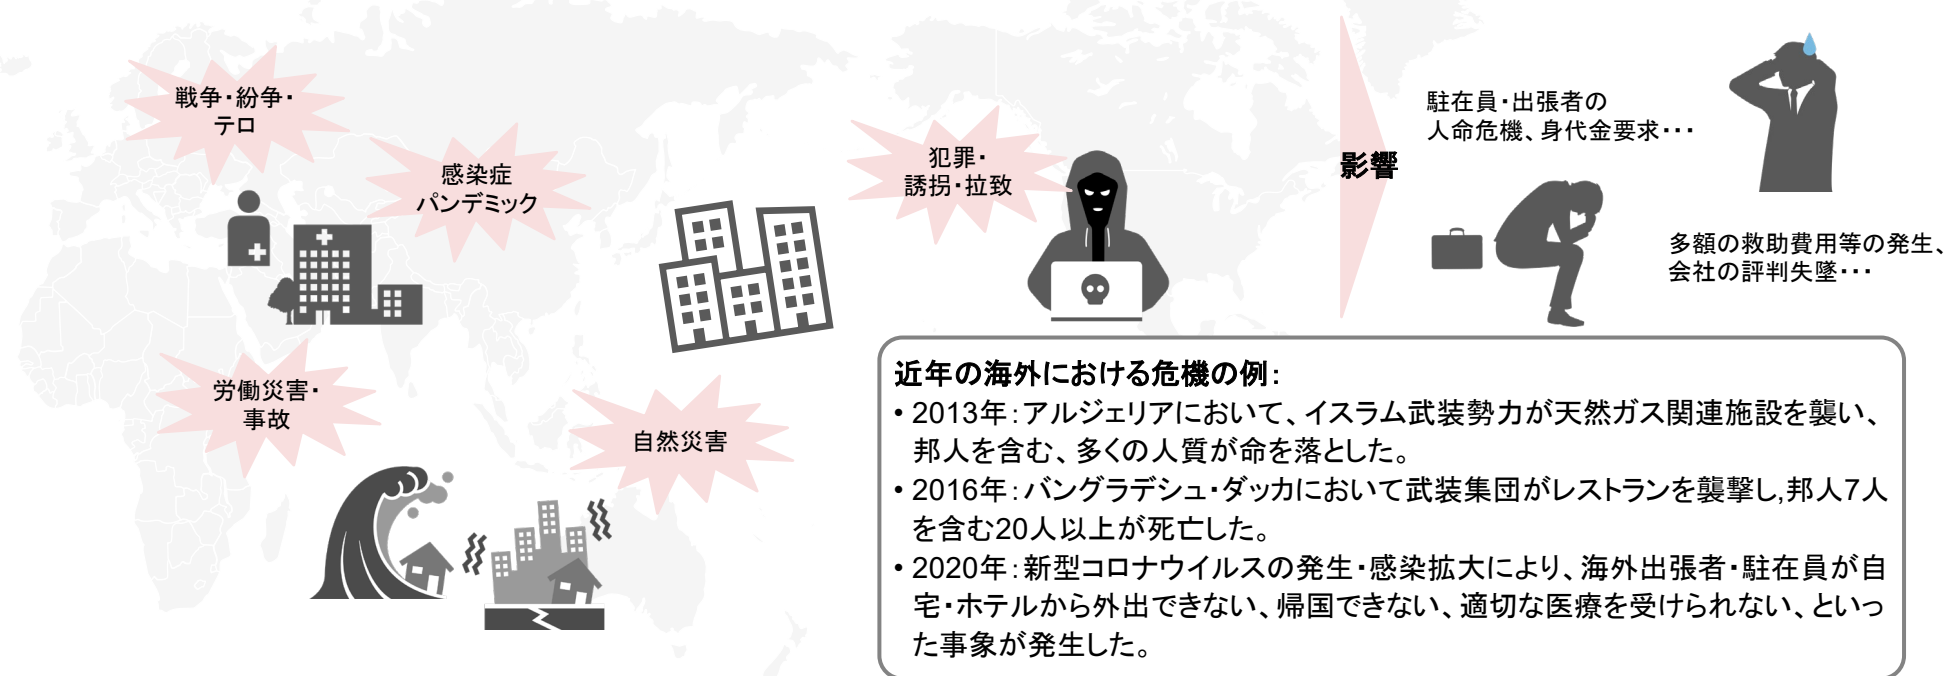 戦争・紛争・
テロ
感染症
パンデミック
犯罪・
誘拐・拉致
労働災害・
事故
自然災害
影響
駐在員・出張者の
人命危機、身代金要求・・・
多額の救助費用等の発生、
会社の評判失墜・・・
近年の海外における危機の例：
• 2013年：アルジェリアにおいて、イスラム武装勢力が天然ガス関連施設を襲い、
邦人を含む、多くの人質が命を落とした。
• 2016年：バングラデシュ・ダッカにおいて武装集団がレストランを襲撃し,邦人7人
を含む20人以上が死亡した。
• 2020年：新型コロナウイルスの発生・感染拡大により、海外出張者・駐在員が自
宅・ホテルから外出できない、帰国できない、適切な医療を受けられない、といっ
た事象が発生した。